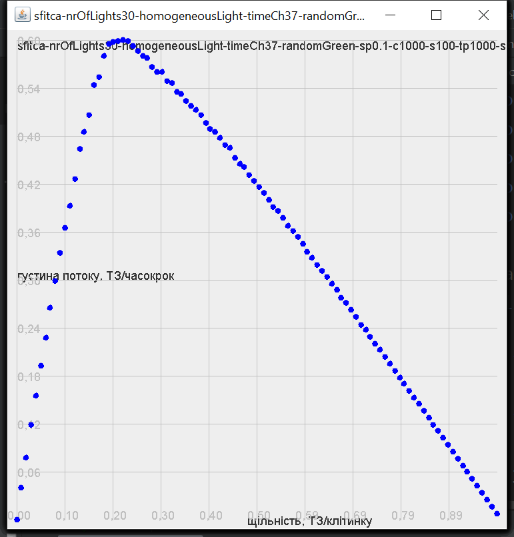 sfitca-nrOfLights30-homogeneousLight-timeCh37-randomGr...
0,60
sfitca-nrOfLights30-homogeneousLight-timeCh37-randomGreen-sp0.1-c1000-s100-tp1000-s
0,54
0,48
0,42
0,36
густина потоку, ТЗ/часокрок
0,30
0,24
0,18
0,12
0,06
0,00 0,10 0,20 0,30 0,40 0,50 0,60 0,70 0,79 0,89
щільність, ТЗ/клітинку